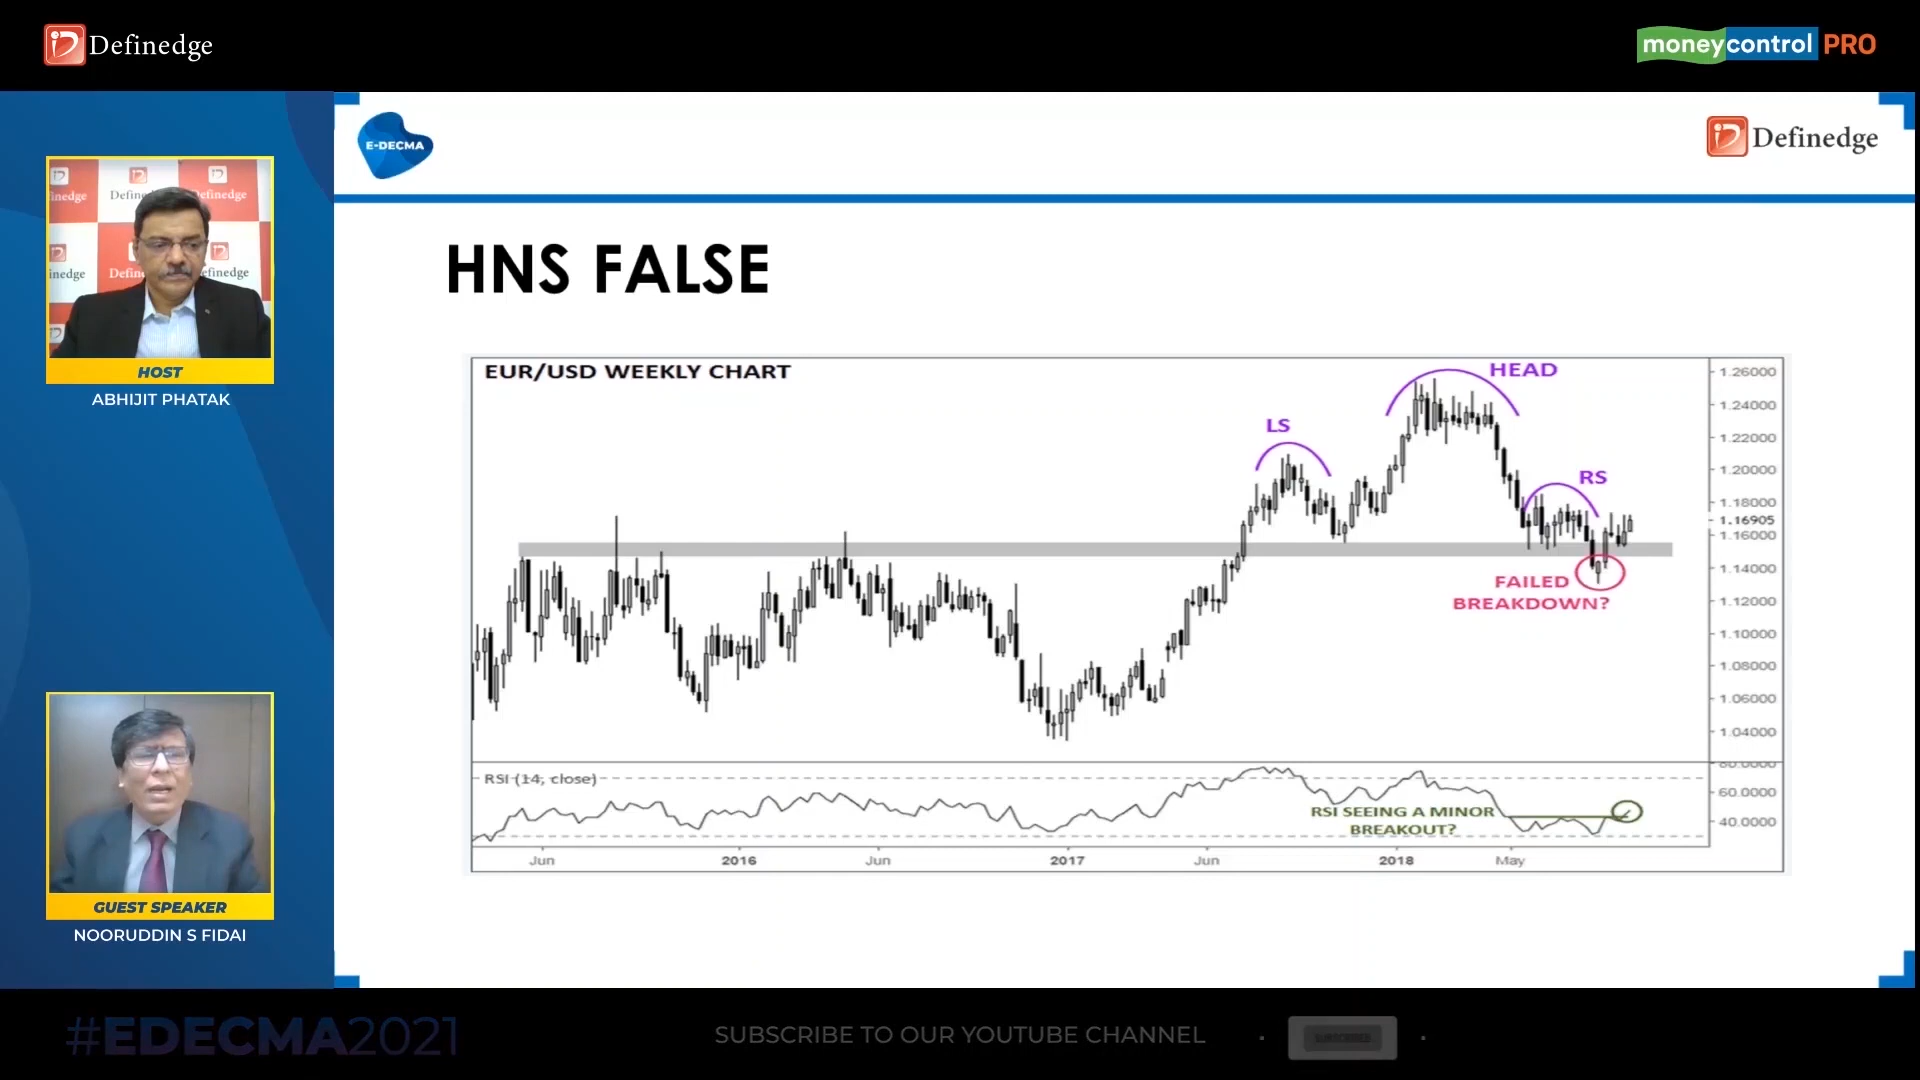 Definedge
moneycontrol PRO
E-DECMA
Definedge
HNS FALSE
HOST
ABHIJIT PHATAK
GUEST SPEAKER
NOORUDDIN S FIDAI
EUR/USD WEEKLY CHART
LS
HEAD
RS
FAILED
BREAKDOWN?
1.26000
1.24000
1.22000
1.20000
1.18000
1.16905
1.16000
1.14000
1.12000
1.10000
1.08000
1.06000
1.04000
RSI (14, close)
RSI SEEING A MINOR
BREAKOUT?
80.0000
60.0000
40.0000
Jun 2016 Jun 2017 Jun 2018 May
#EDECMA2021
SUBSCRIBE TO OUR YOUTUBE CHANNEL